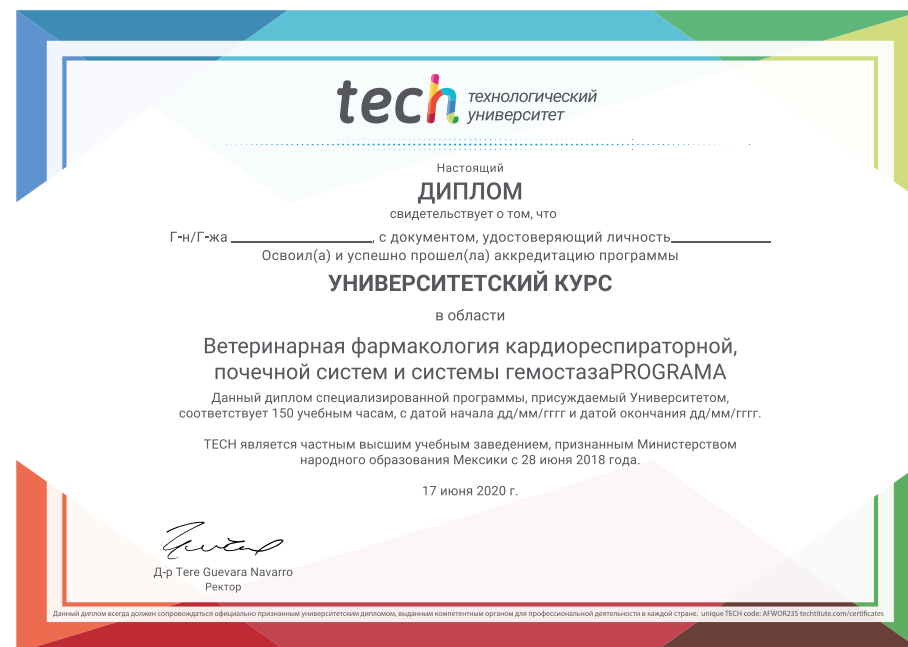 tech технологический
университет
Настоящий
ДИПЛОМ
свидетельствует о том, что
Г-н/Г-жа ____________, с документом, удостоверяющий личность____________
Освоил(а) и успешно прошел(ла) аккредитацию программы
УНИВЕРСИТЕТСКИЙ КУРС
в области
Ветеринарная фармакология кардиореспираторной,
почечной систем и системы гемостазаPROGRAMA
Данный диплом специализированной программы, присуждаемый Университетом,
соответствует 150 учебным часам, с датой начала дд/мм/гггг и датой окончания дд/мм/гггг.
TECH является частным высшим учебным заведением, признанным Министерством
народного образования Мексики с 28 июня 2018 года.
17 июня 2020 г.
Д-р Tere Guevara Navarro
Ректор
Данный диплом всегда должен сопровождаться официально признанным университетским дипломом, выданным компетентным органом для профессиональной деятельности в каждой стране. unique TECH code: AFWOR23S techtitute.com/certificates